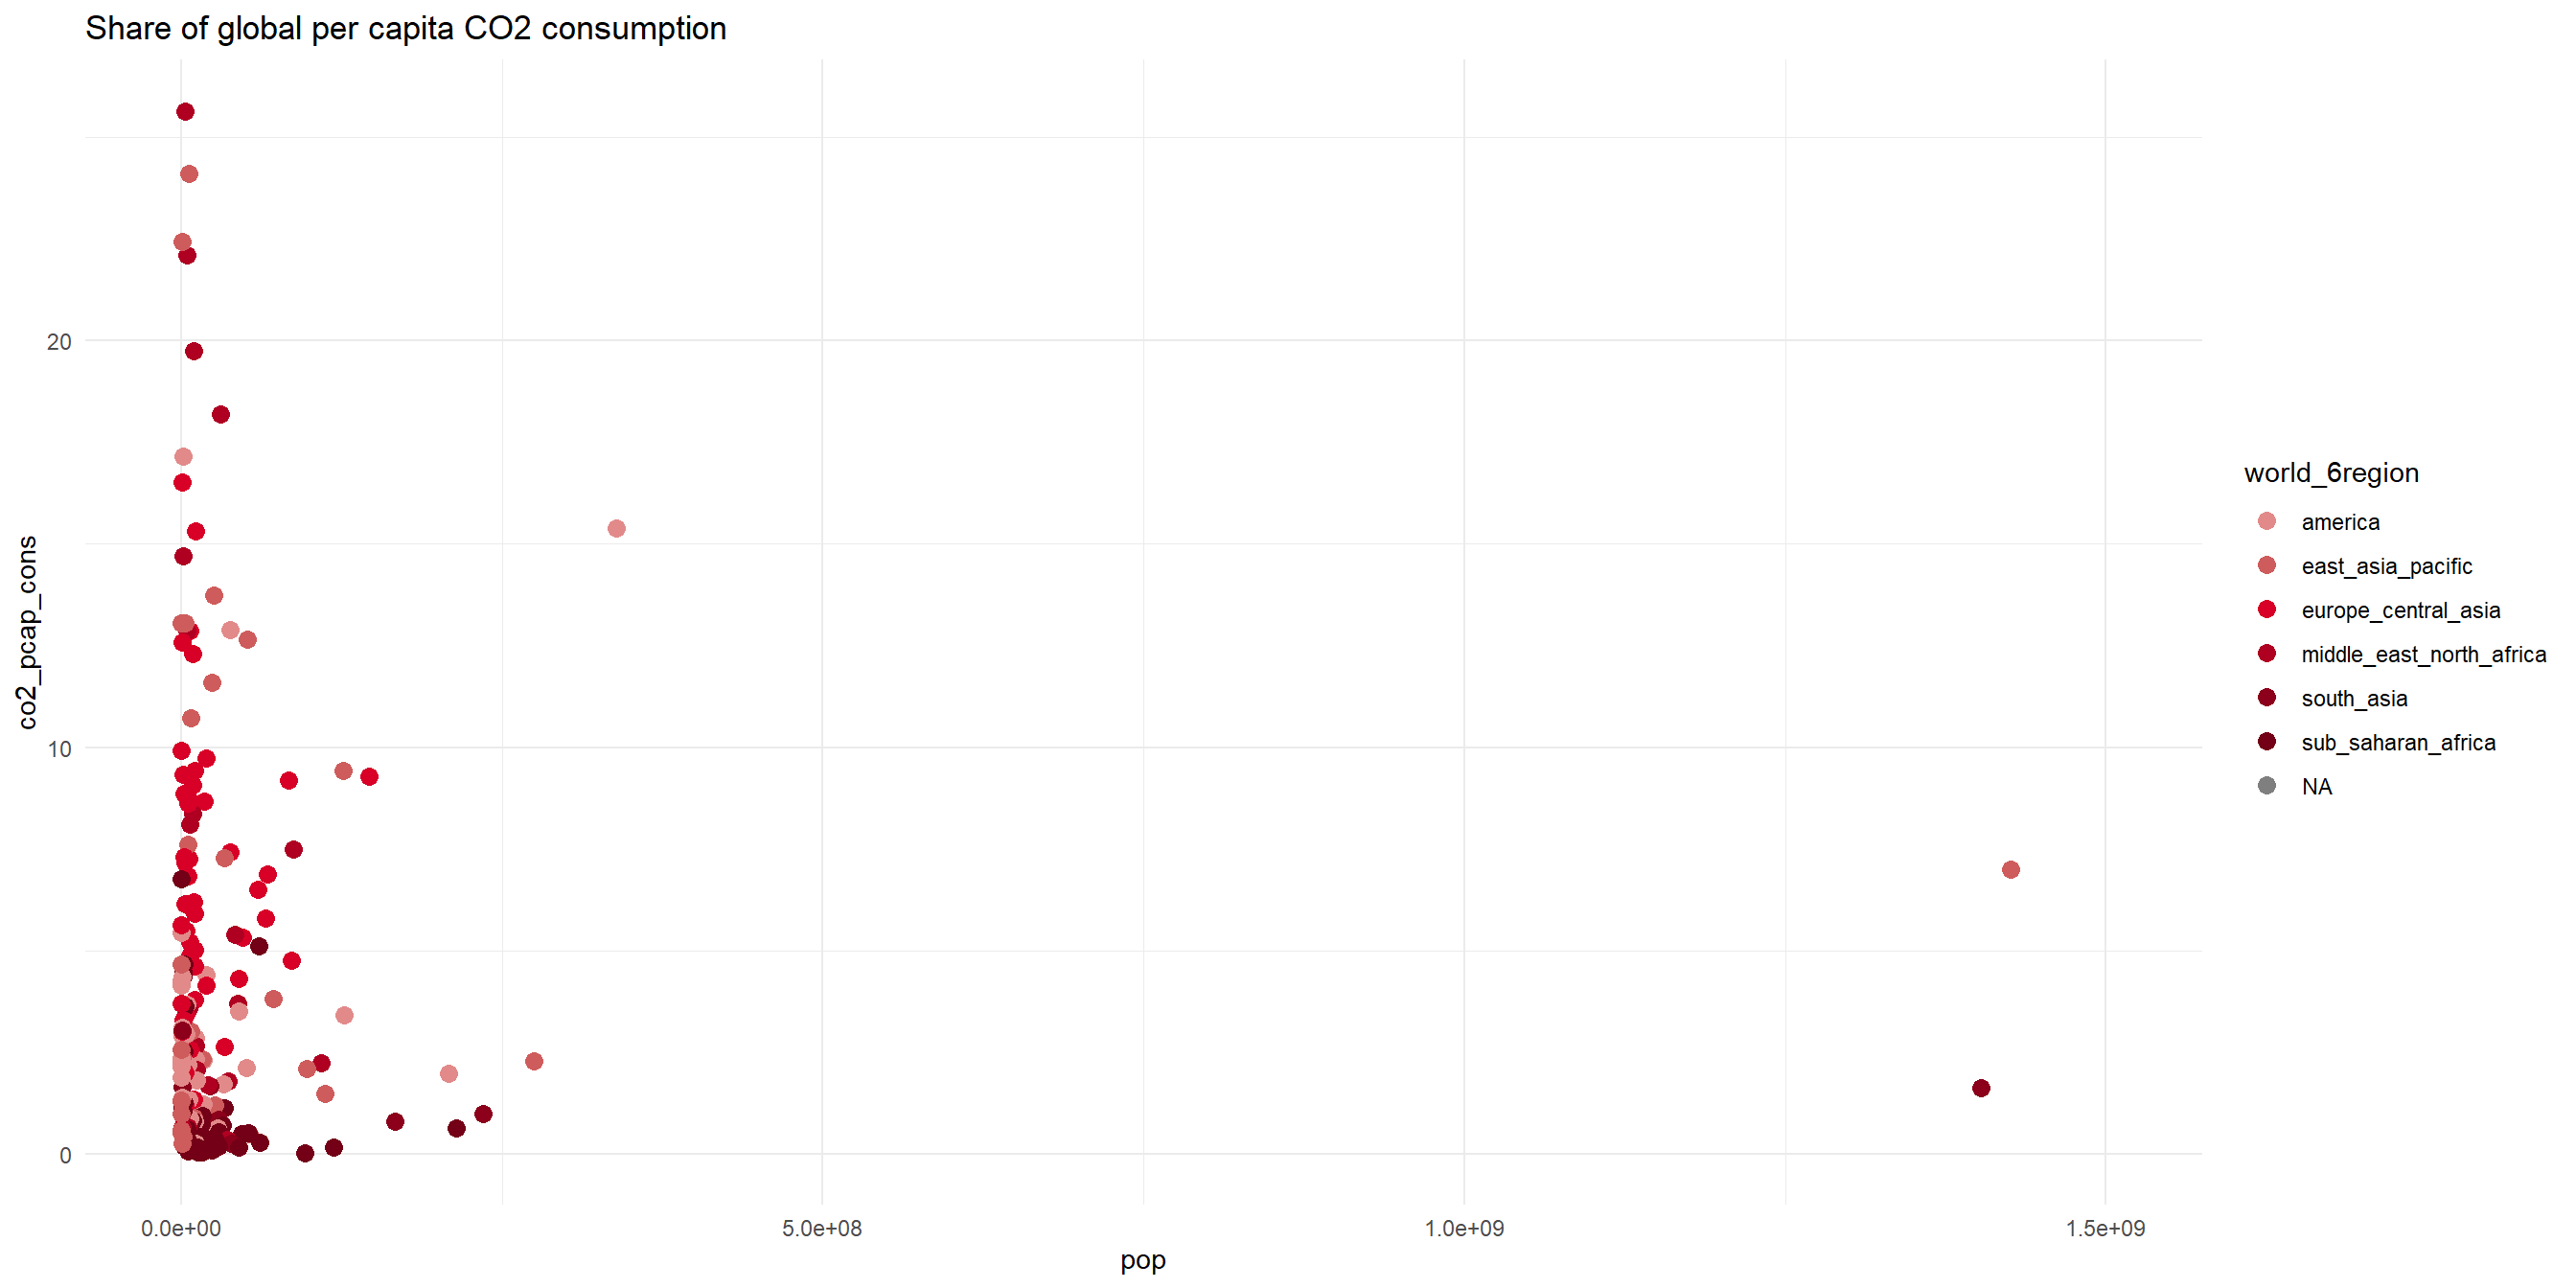 Share of global per capita CO2 consumption
co2_pcap_cons
20
10
0
0.0e+00
5.0e+08
1.0e+09
1.5e+09
pop
world_6region
america
east_asia_pacific
europe_central_asia
middle_east_north_africa
south_asia
sub_saharan_africa
NA